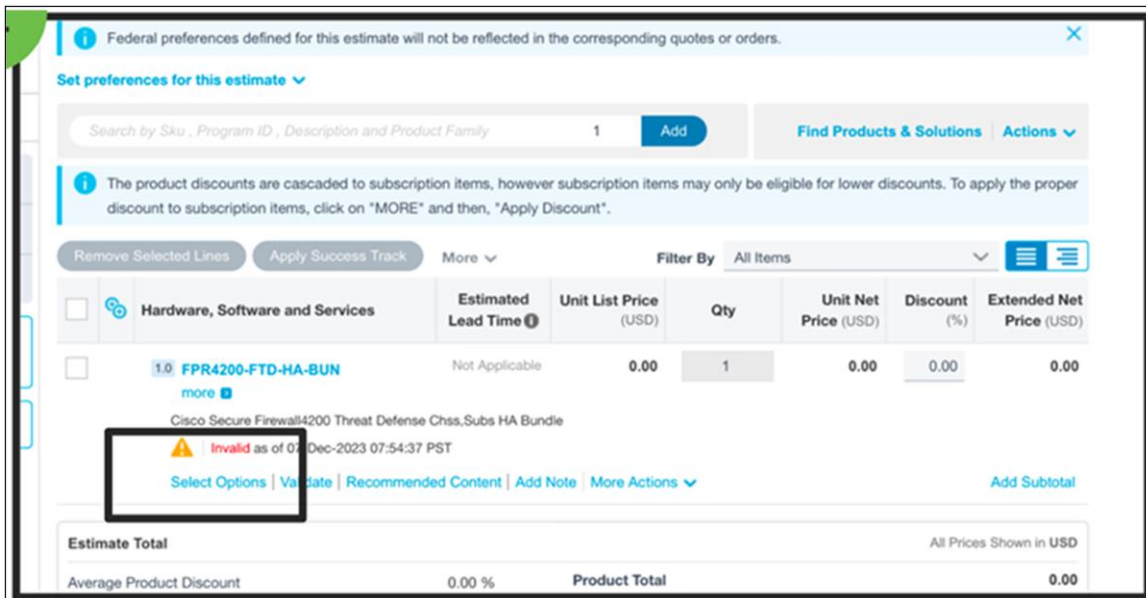 Federal preferences defined for this estimate will not be reflected in the corresponding quotes or orders.
Set preferences for this estimate
Search by Sku , Program ID , Description and Product Family 1 Add Find Products & Solutions Actions
The product discounts are cascaded to subscription items, however subscription items may only be eligible for lower discounts. To apply the proper
discount to subscription items, click on "MORE" and then, "Apply Discount".
Remove Selected Lines Apply Success Track More Filter By All Items
Hardware, Software and Services Estimated Lead Time Unit List Price (USD) Qty Unit Net Price (USD) Discount (%) Extended Net Price (USD)
1.0 FPR4200-FTD-HA-BUN Not Applicable 0.00 1 0.00 0.00 0.00
more
Cisco Secure Firewall4200 Threat Defense Chss,Subs HA Bundle
Invalid as of 07-Dec-2023 07:54:37 PST
Select Options | Validate | Recommended Content | Add Note | More Actions Add Subtotal
Estimate Total All Prices Shown in USD
Average Product Discount 0.00 % Product Total 0.00